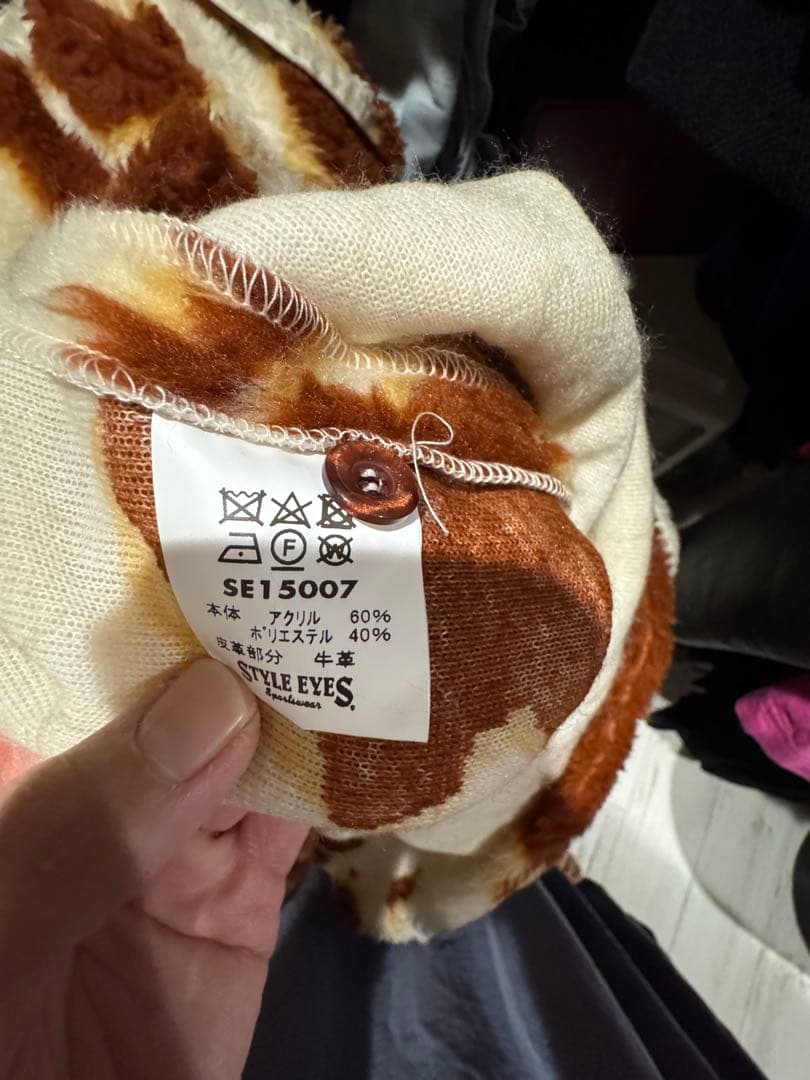 F W
SE15007
本体 アクリル 60%
ポリエステル 40%
皮革部分 牛革
STYLE EYES
Sportswear